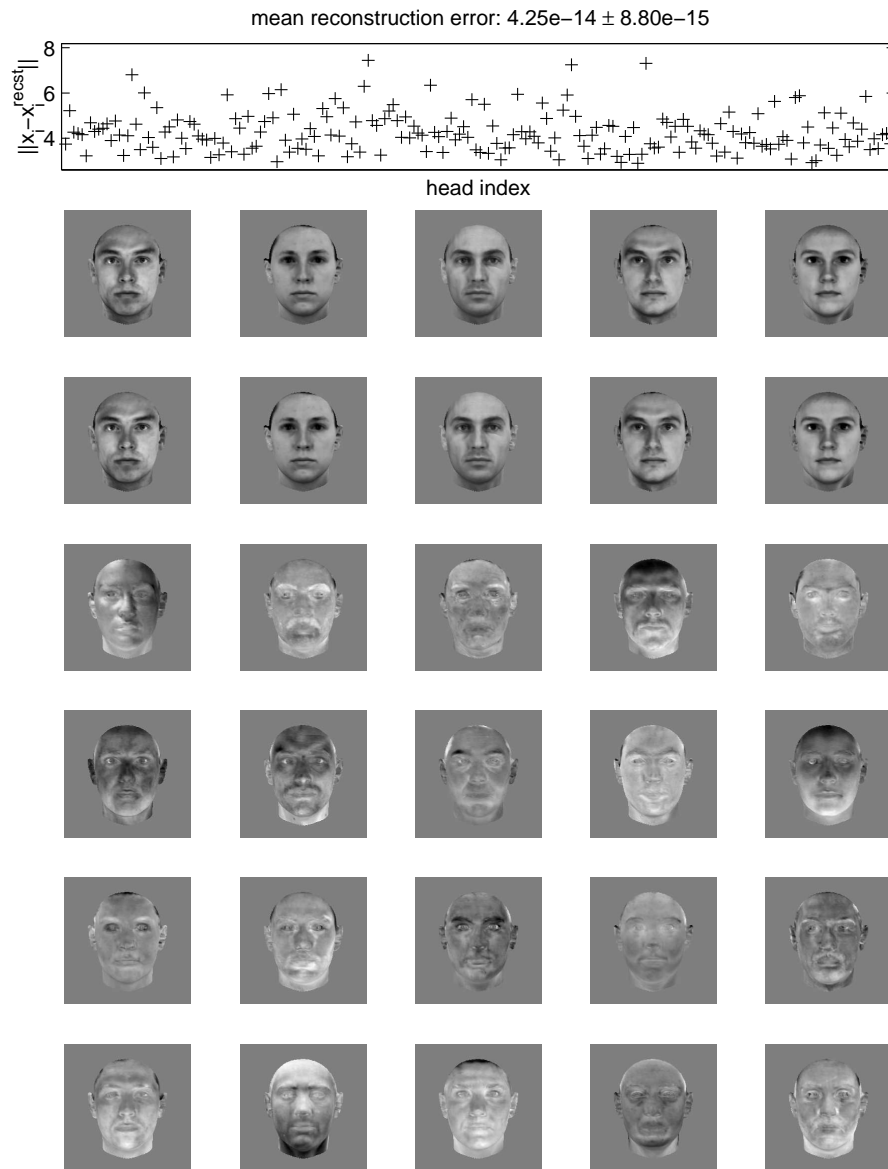 mean reconstruction error: 4.25e−14 ± 8.80e−15
8
6
4
||x_i−x_i^recst||
head index